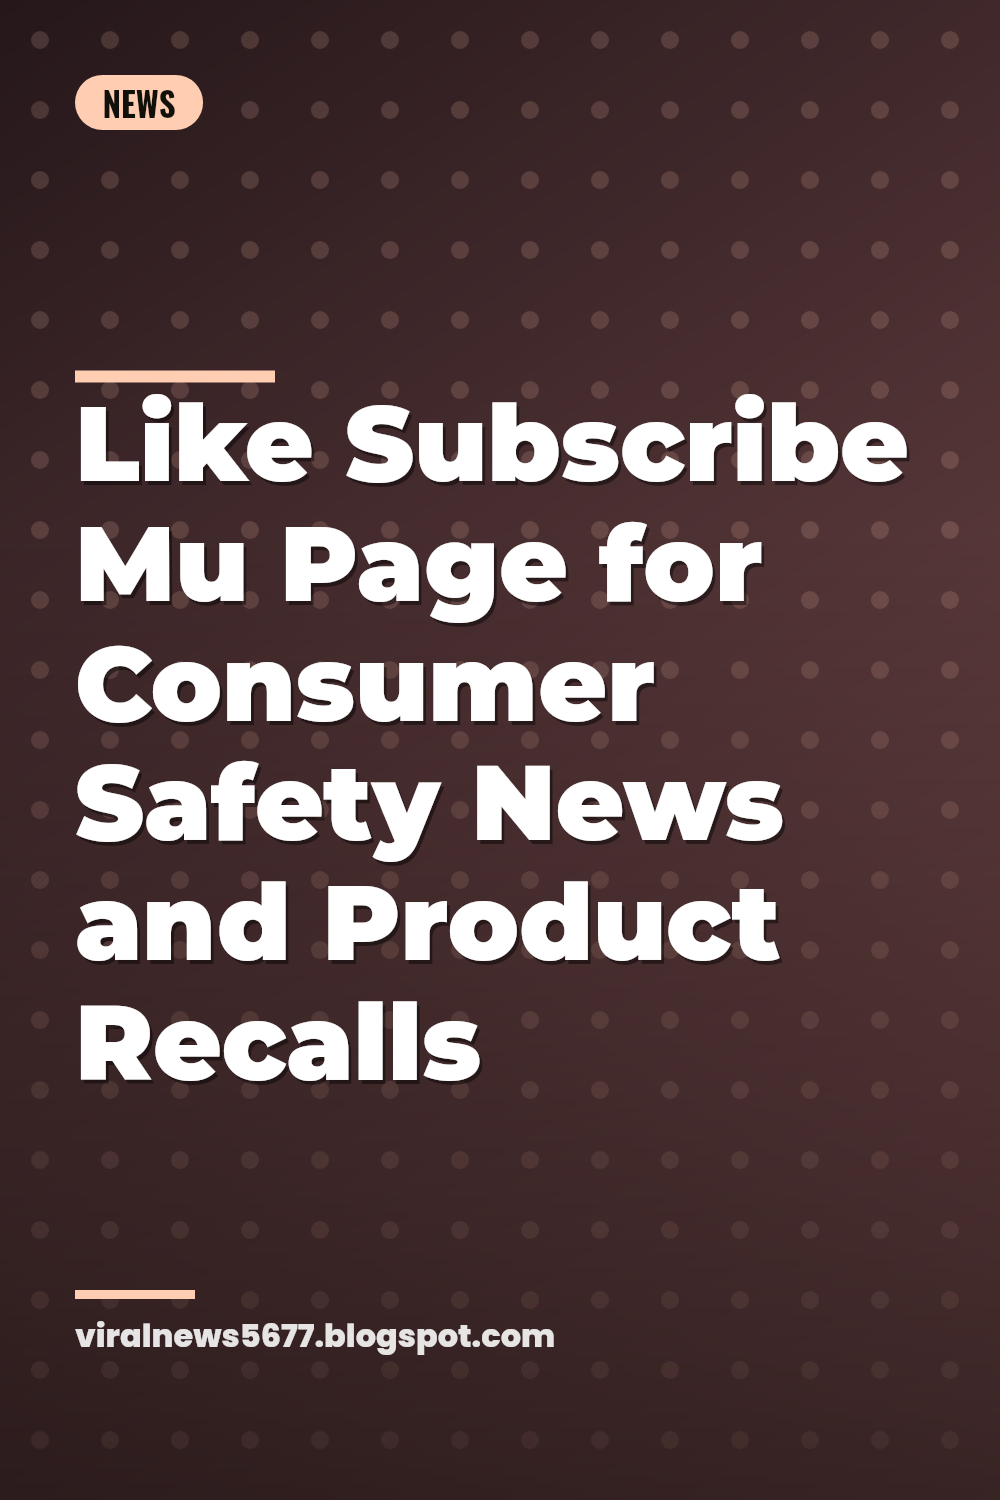 NEWS
Like Subscribe
Mu Page for
Consumer
Safety News
and Product
Recalls
viralnews5677.blogspot.com